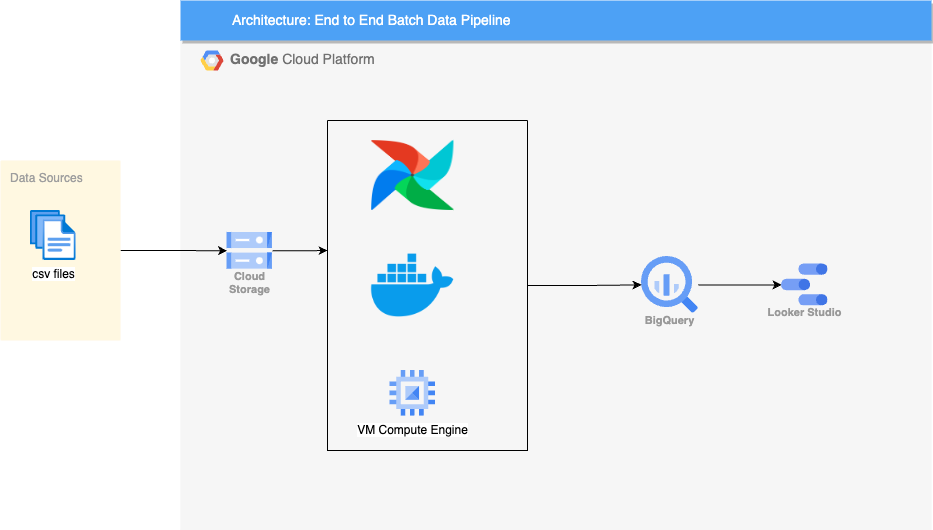 Architecture: End to End Batch Data Pipeline
Google Cloud Platform
Data Sources
csv files
Cloud
Storage
VM Compute Engine
BigQuery
Looker Studio